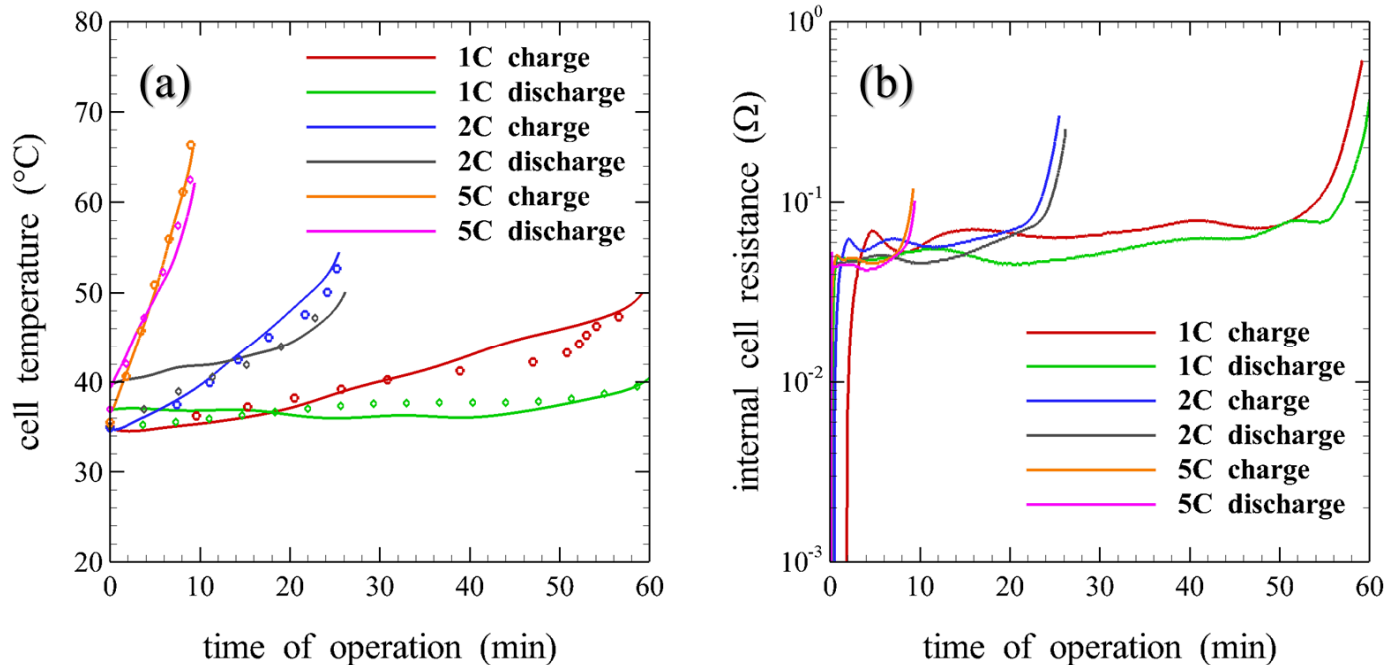 (a)
1C charge
1C discharge
2C charge
2C discharge
5C charge
5C discharge
cell temperature (°C)
80
70
60
50
40
30
20
0 10 20 30 40 50 60
time of operation (min)
(b)
internal cell resistance (Ω)
10⁰
10⁻¹
10⁻²
10⁻³
1C charge
1C discharge
2C charge
2C discharge
5C charge
5C discharge
0 10 20 30 40 50 60
time of operation (min)